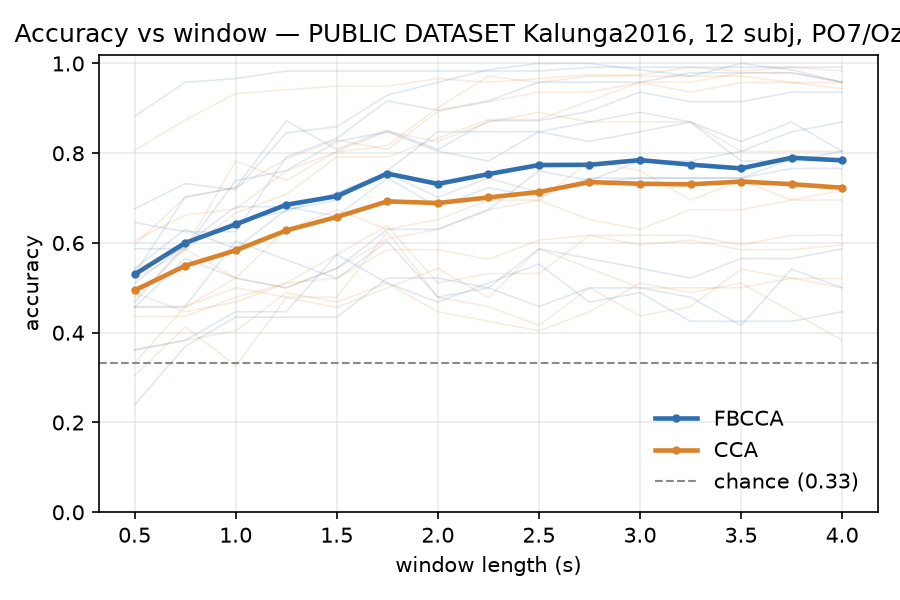 Accuracy vs window — PUBLIC DATASET Kalunga2016, 12 subj, PO7/Oz
1.0
0.8
0.6
0.4
0.2
0.0
accuracy
FBCCA
CCA
chance (0.33)
0.5 1.0 1.5 2.0 2.5 3.0 3.5 4.0
window length (s)